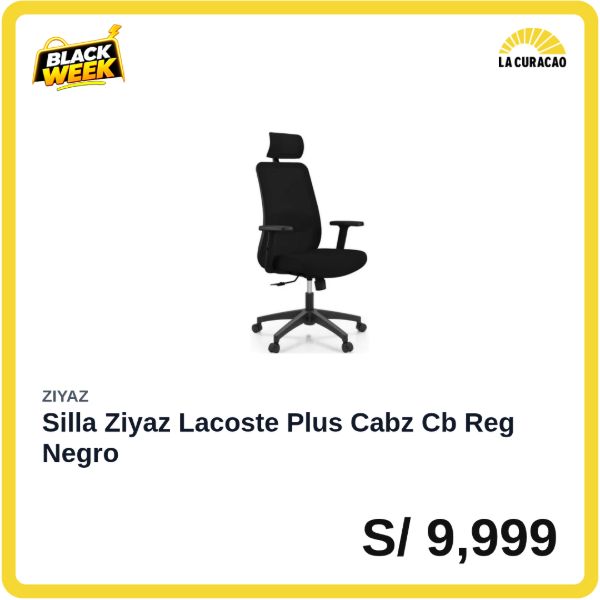 BLACK
WEEK
LA CURACAO
ZIYAZ
Silla Ziyaz Lacoste Plus Cabz Cb Reg
Negro
S/ 9,999